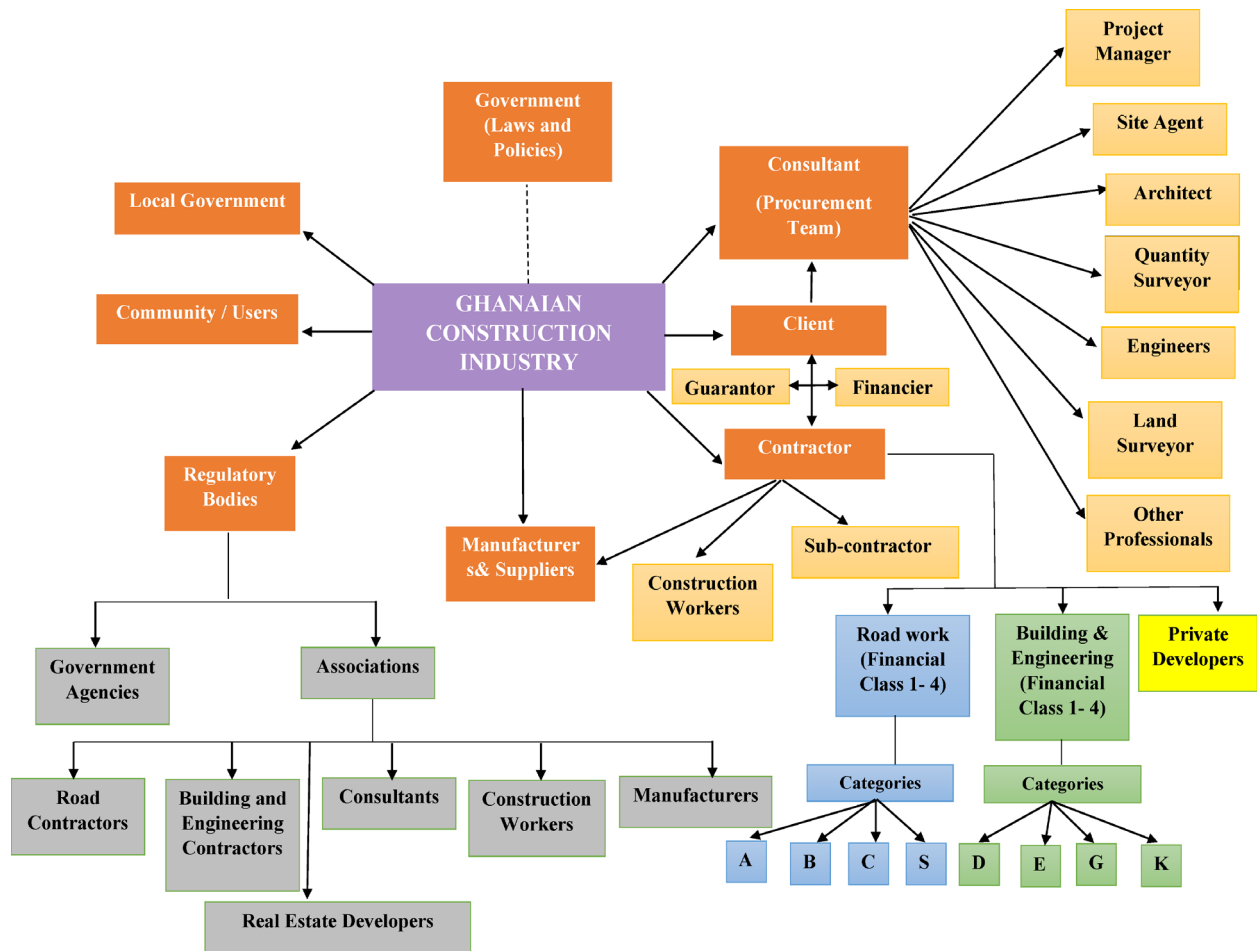 Project
Manager
Government
(Laws and
Policies)
Site Agent
Consultant
(Procurement
Team)
Local Government
Architect
Quantity
Surveyor
GHANAIAN
CONSTRUCTION
INDUSTRY
Community / Users
Client
Engineers
Guarantor
Financier
Land
Surveyor
Contractor
Regulatory
Bodies
Other
Professionals
Manufacturer
s& Suppliers
Sub-contractor
Construction
Workers
Road work
(Financial
Class 1- 4)
Building &
Engineering
(Financial
Class 1- 4)
Private
Developers
Government
Agencies
Associations
Road
Contractors
Building and
Engineering
Contractors
Consultants
Construction
Workers
Manufacturers
Real Estate Developers
Categories
Categories
A
B
C
S
D
E
G
K